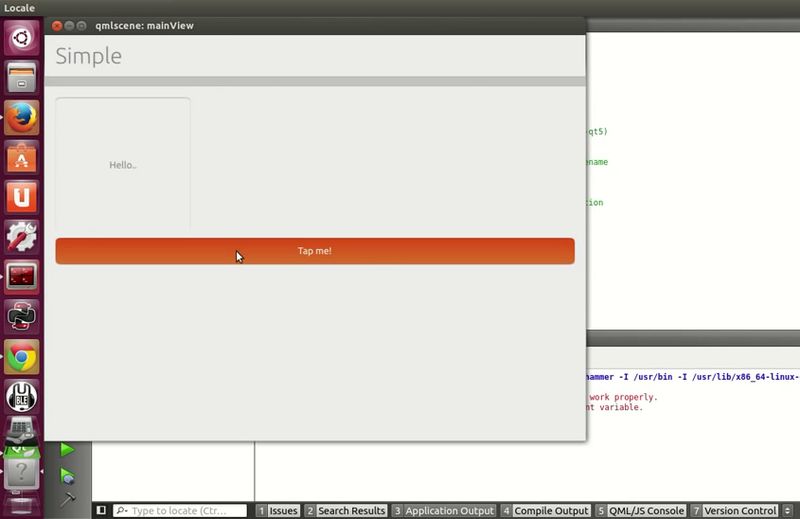 Locale
qmlscene: mainView
Simple
qt5)
Hello..
ename
tion
Tap me!
hammer -I /usr/bin -I /usr/lib/x86_64-linux-
work properly.
nt variable.
Type to locate (Ctr...
1 Issues
2 Search Results
3 Application Output
4 Compile Output
5 QML/JS Console
7 Version Control